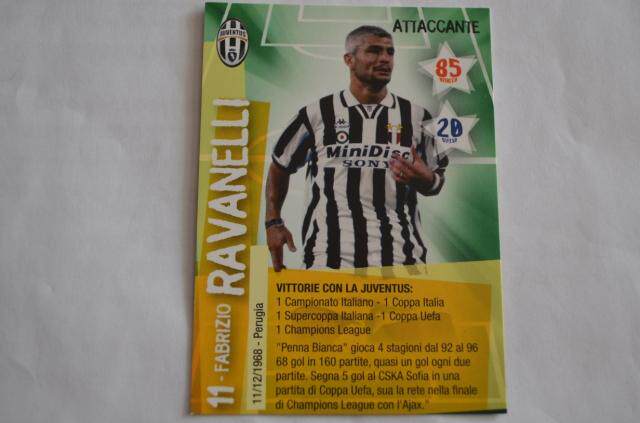 JUVENTUS
ATTACCANTE
85
20
MiniDisc
SONY
11 - FABRIZIO RAVANELLI
11/12/1968 - Perugia
VITTORIE CON LA JUVENTUS:
1 Campionato Italiano - 1 Coppa Italia
1 Supercoppa Italiana -1 Coppa Uefa
1 Champions League
"Penna Bianca" gioca 4 stagioni dal 92 al 96
68 gol in 160 partite, quasi un gol ogni due
partite. Segna 5 gol al CSKA Sofia in una
partita di Coppa Uefa, sua la rete nella finale
di Champions League con l'Ajax."